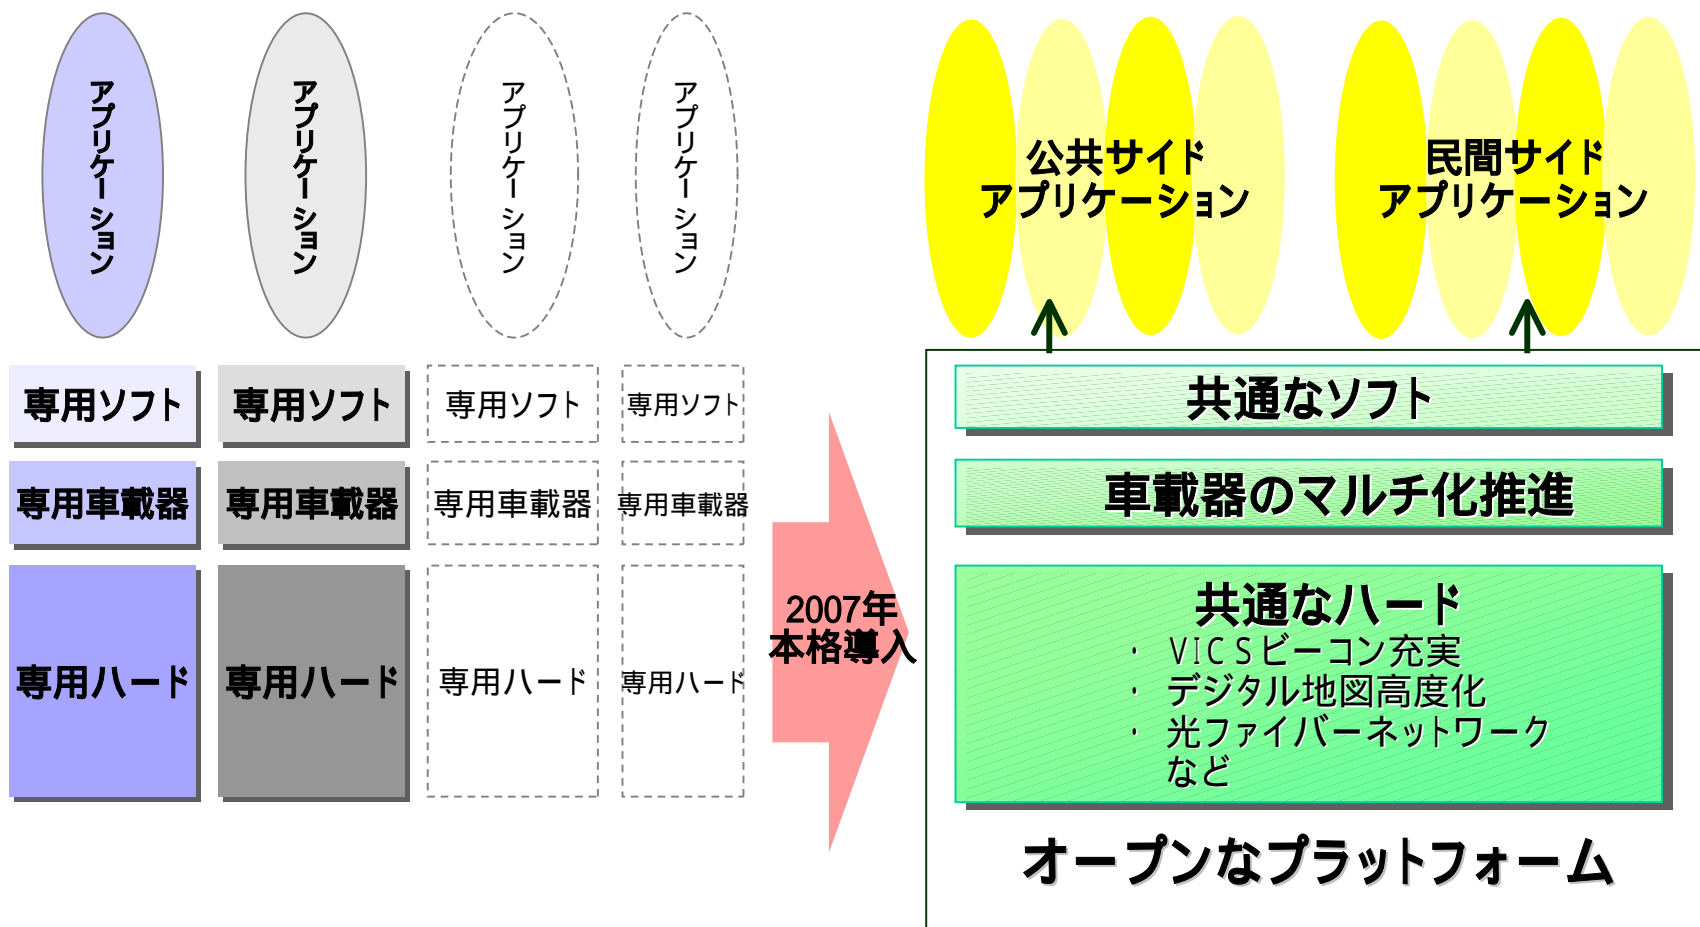 アプリケーション
アプリケーション
アプリケーション
アプリケーション
専用ソフト
専用ソフト
専用ソフト
専用ソフト
専用車載器
専用車載器
専用車載器
専用車載器
専用ハード
専用ハード
専用ハード
専用ハード
2007年
本格導入
公共サイド
アプリケーション
民間サイド
アプリケーション
共通なソフト
車載器のマルチ化推進
共通なハード
・ VICSビーコン充実
・ デジタル地図高度化
・ 光ファイバーネットワーク
など
オープンなプラットフォーム